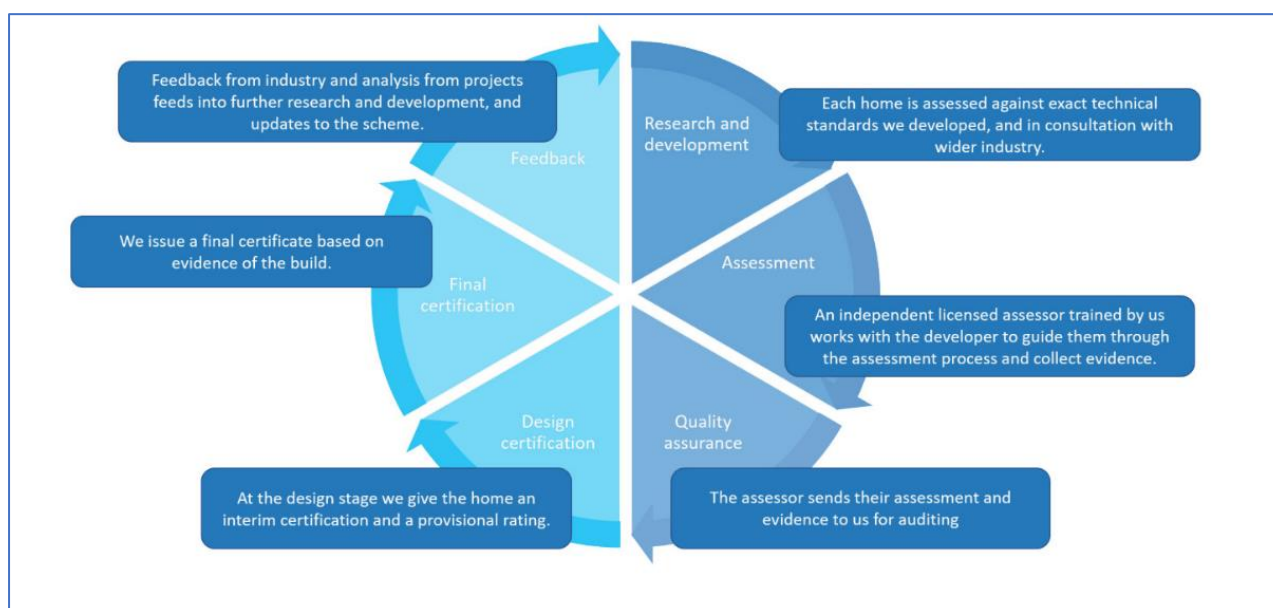 Research and
development
Each home is assessed against exact technical
standards we developed, and in consultation with
wider industry.
Assessment
An independent licensed assessor trained by us
works with the developer to guide them through
the assessment process and collect evidence.
Quality
assurance
The assessor sends their assessment and
evidence to us for auditing
Design
certification
At the design stage we give the home an
interim certification and a provisional rating.
Final
certification
We issue a final certificate based on
evidence of the build.
Feedback
Feedback from industry and analysis from projects
feeds into further research and development, and
updates to the scheme.